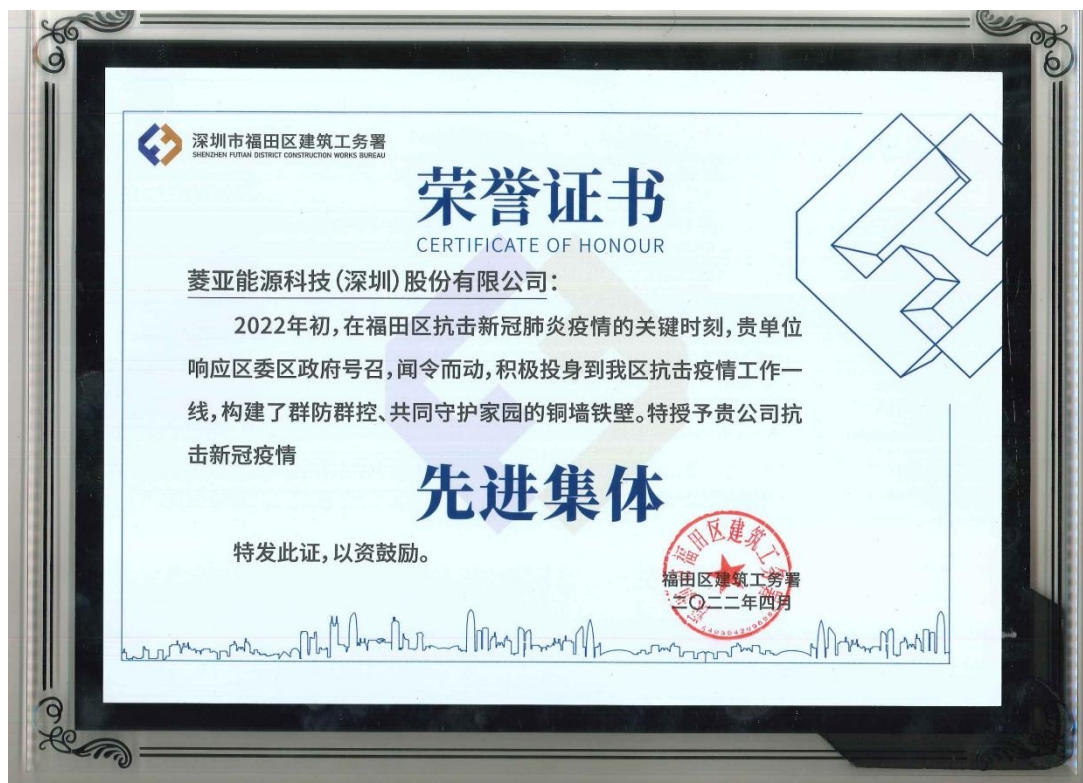 深圳市福田区建筑工务署
SHENZHEN FUTIAN DISTRICT CONSTRUCTION WORKS BUREAU
荣誉证书
CERTIFICATE OF HONOUR
菱亚能源科技(深圳)股份有限公司:
2022年初,在福田区抗击新冠肺炎疫情的关键时刻,贵单位
响应区委区政府号召,闻令而动,积极投身到我区抗击疫情工作一
线,构建了群防群控、共同守护家园的铜墙铁壁。特授予贵公司抗
击新冠疫情
先进集体
特发此证,以资鼓励。
福田区建筑工务署
二〇二二年四月